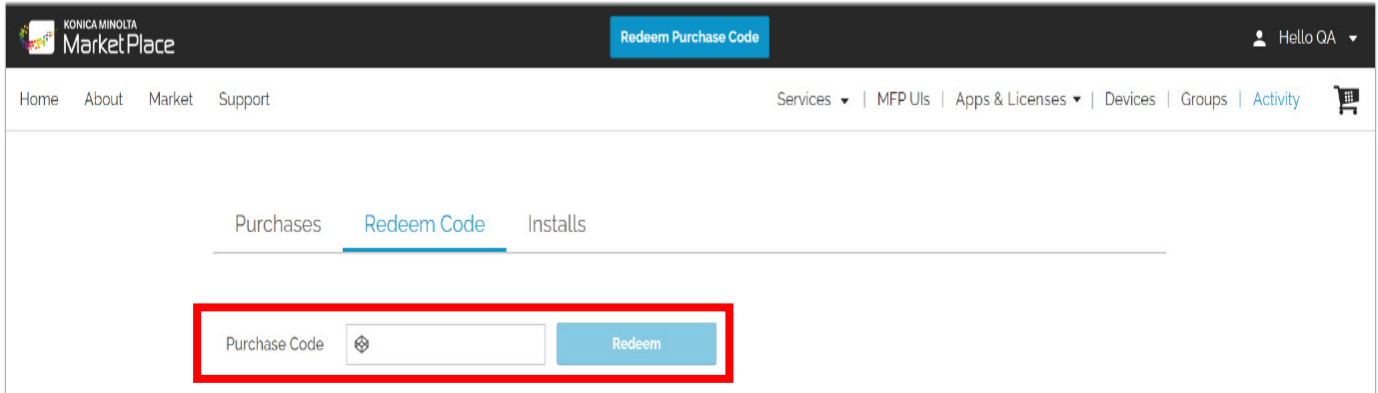 KONICA MINOLTA
MarketPlace
Redeem Purchase Code
Hello QA
Home About Market Support
Services | MFP UIs | Apps & Licenses | Devices | Groups | Activity
Purchases Redeem Code Installs
Purchase Code Redeem